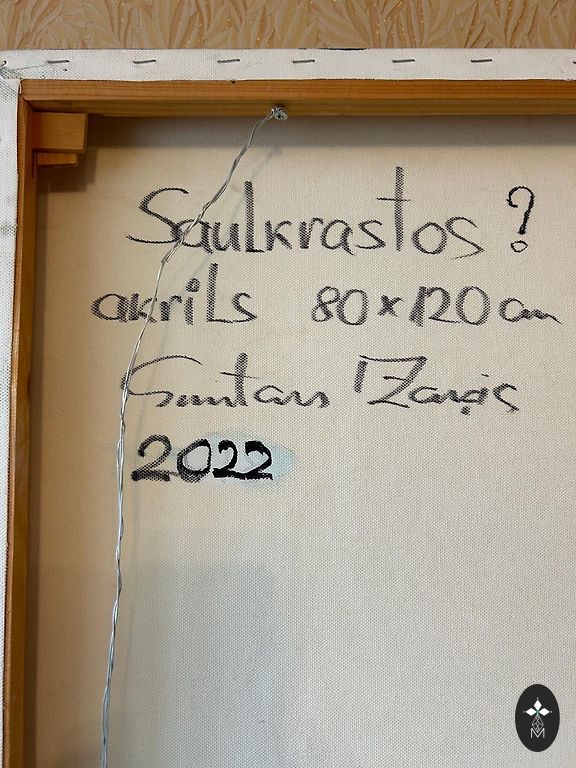 Saulkrastos ?
akrils 80 x 120 cm
Guntars
2022
M